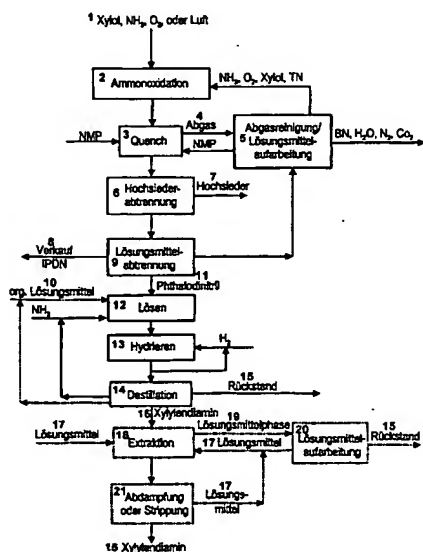 1 Xylol, NH3, O2, oder Luft
2 Ammonoxidation
NH3, O2, Xylol, TN
4
Abgas
NMP
3 Quench
NMP
5 Abgasreinigung/
Lösungsmittel-
aufarbeitung
BN, H2O, N2, Co2
6 Hochsieder-
abtrennung
7
Hochsieder
8
Verkauf
IPDN
9 Lösungsmittel-
abtrennung
11
Phthalodinitril
10
org. Lösungsmittel
NH3
12 Lösen
13 Hydrieren
H2
14 Destillation
15
Rückstand
16 Xylylendiamin
17
Lösungsmittel
18 Extraktion
19
Lösungsmittelphase
17 Lösungsmittel
20
Lösungsmittel-
aufarbeitung
15
Rückstand
21 Abdampfung
oder Strippung
17
Lösungs-
mittel
16 Xylylendiamin